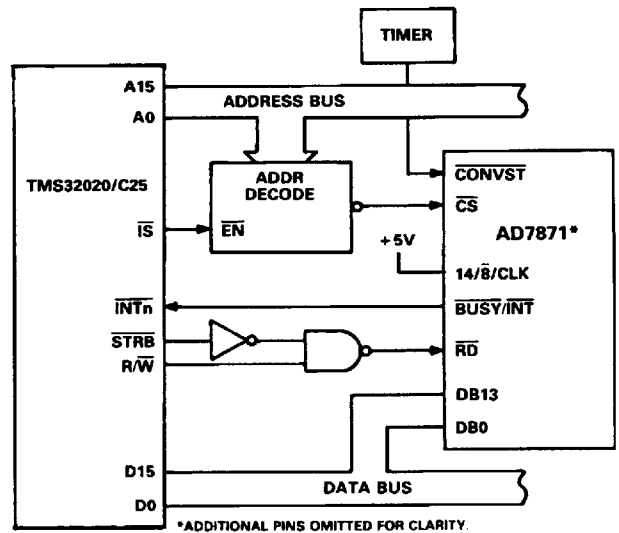 TIMER
A15
ADDRESS BUS
A0
TMS32020/C25
ADDR
DECODE
CONVST
CS
IS
EN
AD7871*
+5V
14/8/CLK
INTn
BUSY/INT
STRB
R/W
RD
DB13
DB0
D15
DATA BUS
D0
*ADDITIONAL PINS OMITTED FOR CLARITY.